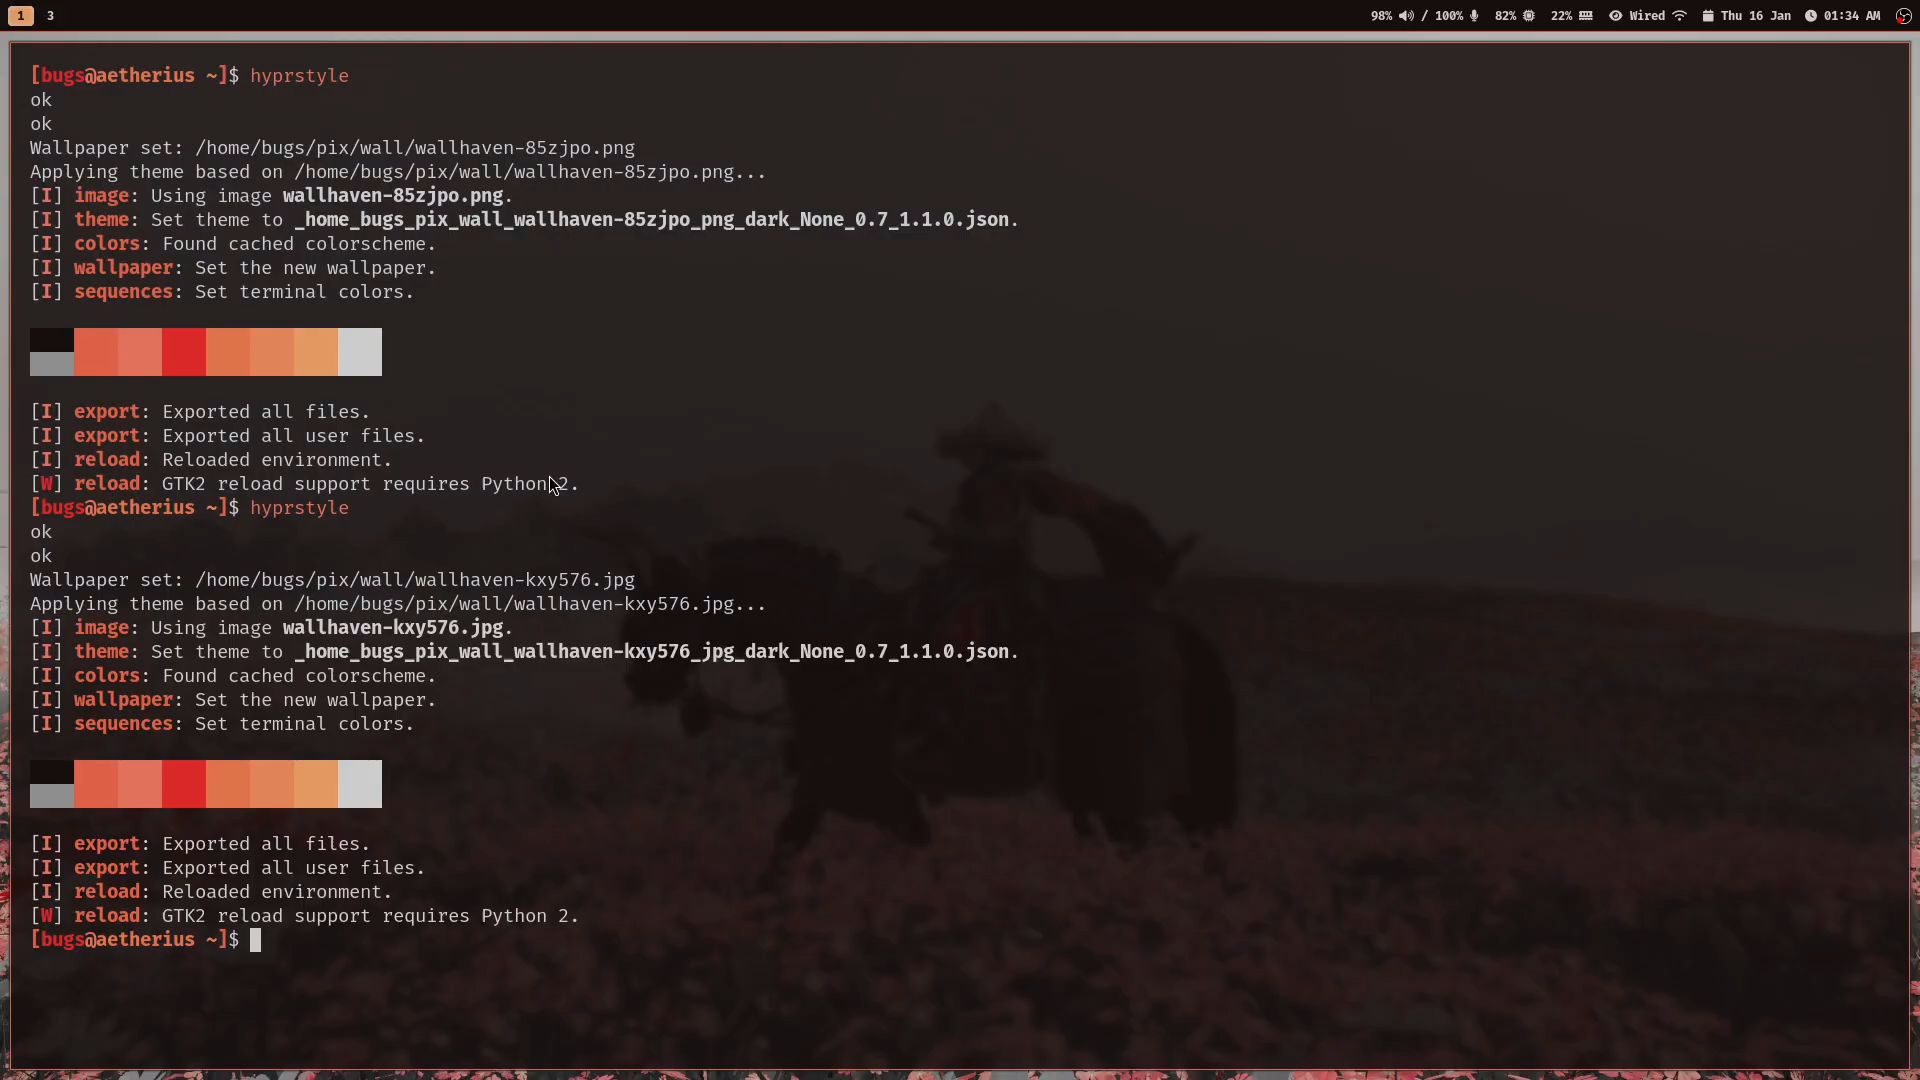 1 3 98% / 100% 82% 22% Wired Thu 16 Jan 01:34 AM
[bugs@aetherius ~]$ hyprstyle
ok
ok
Wallpaper set: /home/bugs/pix/wall/wallhaven-85zjpo.png
Applying theme based on /home/bugs/pix/wall/wallhaven-85zjpo.png...
[I] image: Using image wallhaven-85zjpo.png.
[I] theme: Set theme to _home_bugs_pix_wall_wallhaven-85zjpo_png_dark_None_0.7_1.1.0.json.
[I] colors: Found cached colorscheme.
[I] wallpaper: Set the new wallpaper.
[I] sequences: Set terminal colors.
[I] export: Exported all files.
[I] export: Exported all user files.
[I] reload: Reloaded environment.
[W] reload: GTK2 reload support requires Python 2.
[bugs@aetherius ~]$ hyprstyle
ok
ok
Wallpaper set: /home/bugs/pix/wall/wallhaven-kxy576.jpg
Applying theme based on /home/bugs/pix/wall/wallhaven-kxy576.jpg...
[I] image: Using image wallhaven-kxy576.jpg.
[I] theme: Set theme to _home_bugs_pix_wall_wallhaven-kxy576_jpg_dark_None_0.7_1.1.0.json.
[I] colors: Found cached colorscheme.
[I] wallpaper: Set the new wallpaper.
[I] sequences: Set terminal colors.
[I] export: Exported all files.
[I] export: Exported all user files.
[I] reload: Reloaded environment.
[W] reload: GTK2 reload support requires Python 2.
[bugs@aetherius ~]$